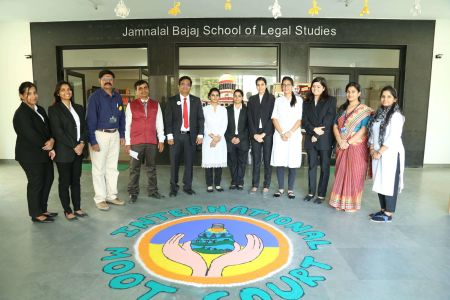 Jamnalal Bajaj School of Legal Studies
INTERNATIONAL
MOOT COURT